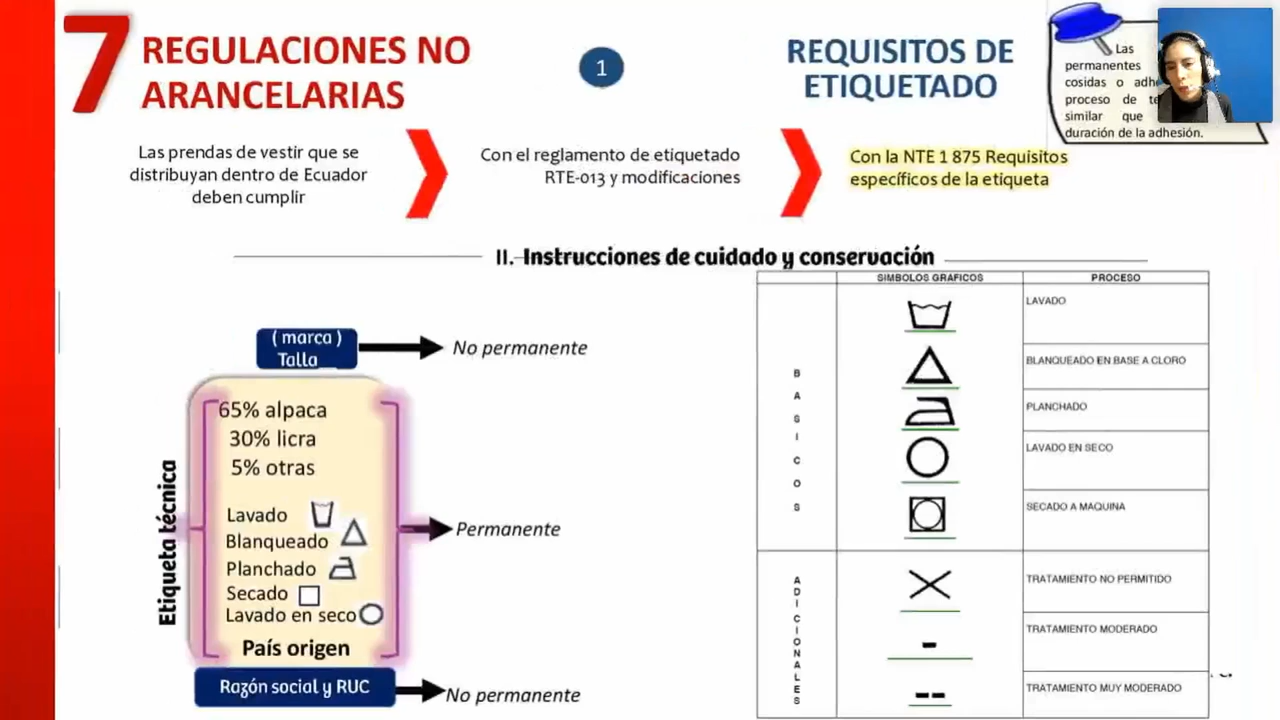 7
REGULACIONES NO
ARANCELARIAS
1
REQUISITOS DE
ETIQUETADO
Las
permanentes
cosidas o
proceso de
similar que
duración de la adhesión.
Las prendas de vestir que se
distribuyan dentro de Ecuador
deben cumplir
Con el reglamento de etiquetado
RTE-013 y modificaciones
Con la NTE 1 875 Requisitos
específicos de la etiqueta
II. Instrucciones de cuidado y conservación
( marca )
Talla
No permanente
Etiqueta técnica
65% alpaca
30% licra
5% otras
Lavado
Blanqueado
Planchado
Secado
Lavado en seco
País origen
Permanente
Razón social y RUC
No permanente
SIMBOLOS GRAFICOS
PROCESO
BASICOS
LAVADO
BLANQUEADO EN BASE A CLORO
PLANCHADO
LAVADO EN SECO
SECADO A MAQUINA
ADICIONALES
TRATAMIENTO NO PERMITIDO
TRATAMIENTO MODERADO
TRATAMIENTO MUY MODERADO